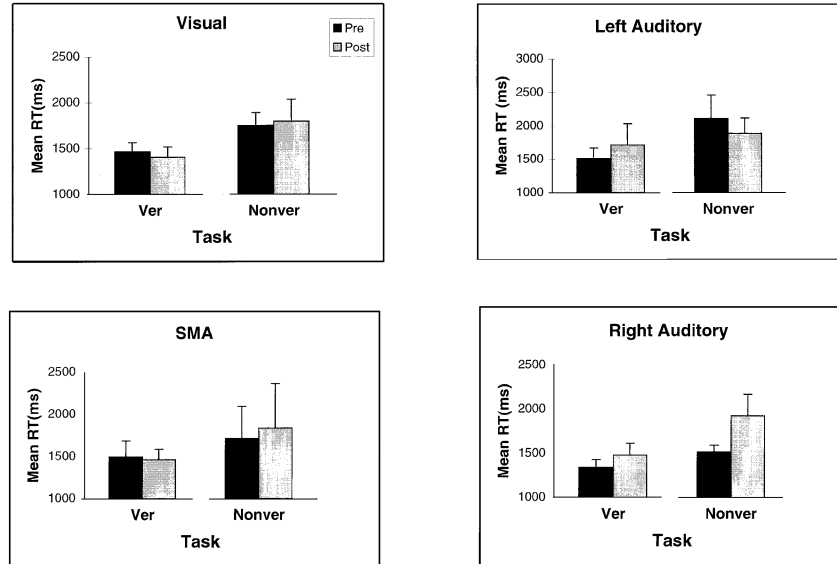 Visual
Pre
Post
2500
2000
1500
1000
Mean RT(ms)
Ver Nonver
Task
Left Auditory
3000
2500
2000
1500
1000
Mean RT (ms)
Ver Nonver
Task
SMA
2500
2000
1500
1000
Mean RT(ms)
Ver Nonver
Task
Right Auditory
2500
2000
1500
1000
Mean RT(ms)
Ver Nonver
Task